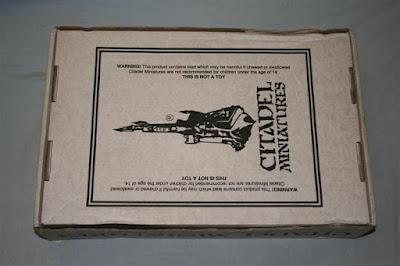 WARNING! This product contains lead which may be harmful if chewed or swallowed
Citadel Miniatures are not recommended for children under the age of 14.
THIS IS NOT A TOY
®
CITADEL
MINIATURES
WARNING! This product contains lead which may be harmful if chewed or swallowed
Citadel Miniatures are not recommended for children under the age of 14.
THIS IS NOT A TOY